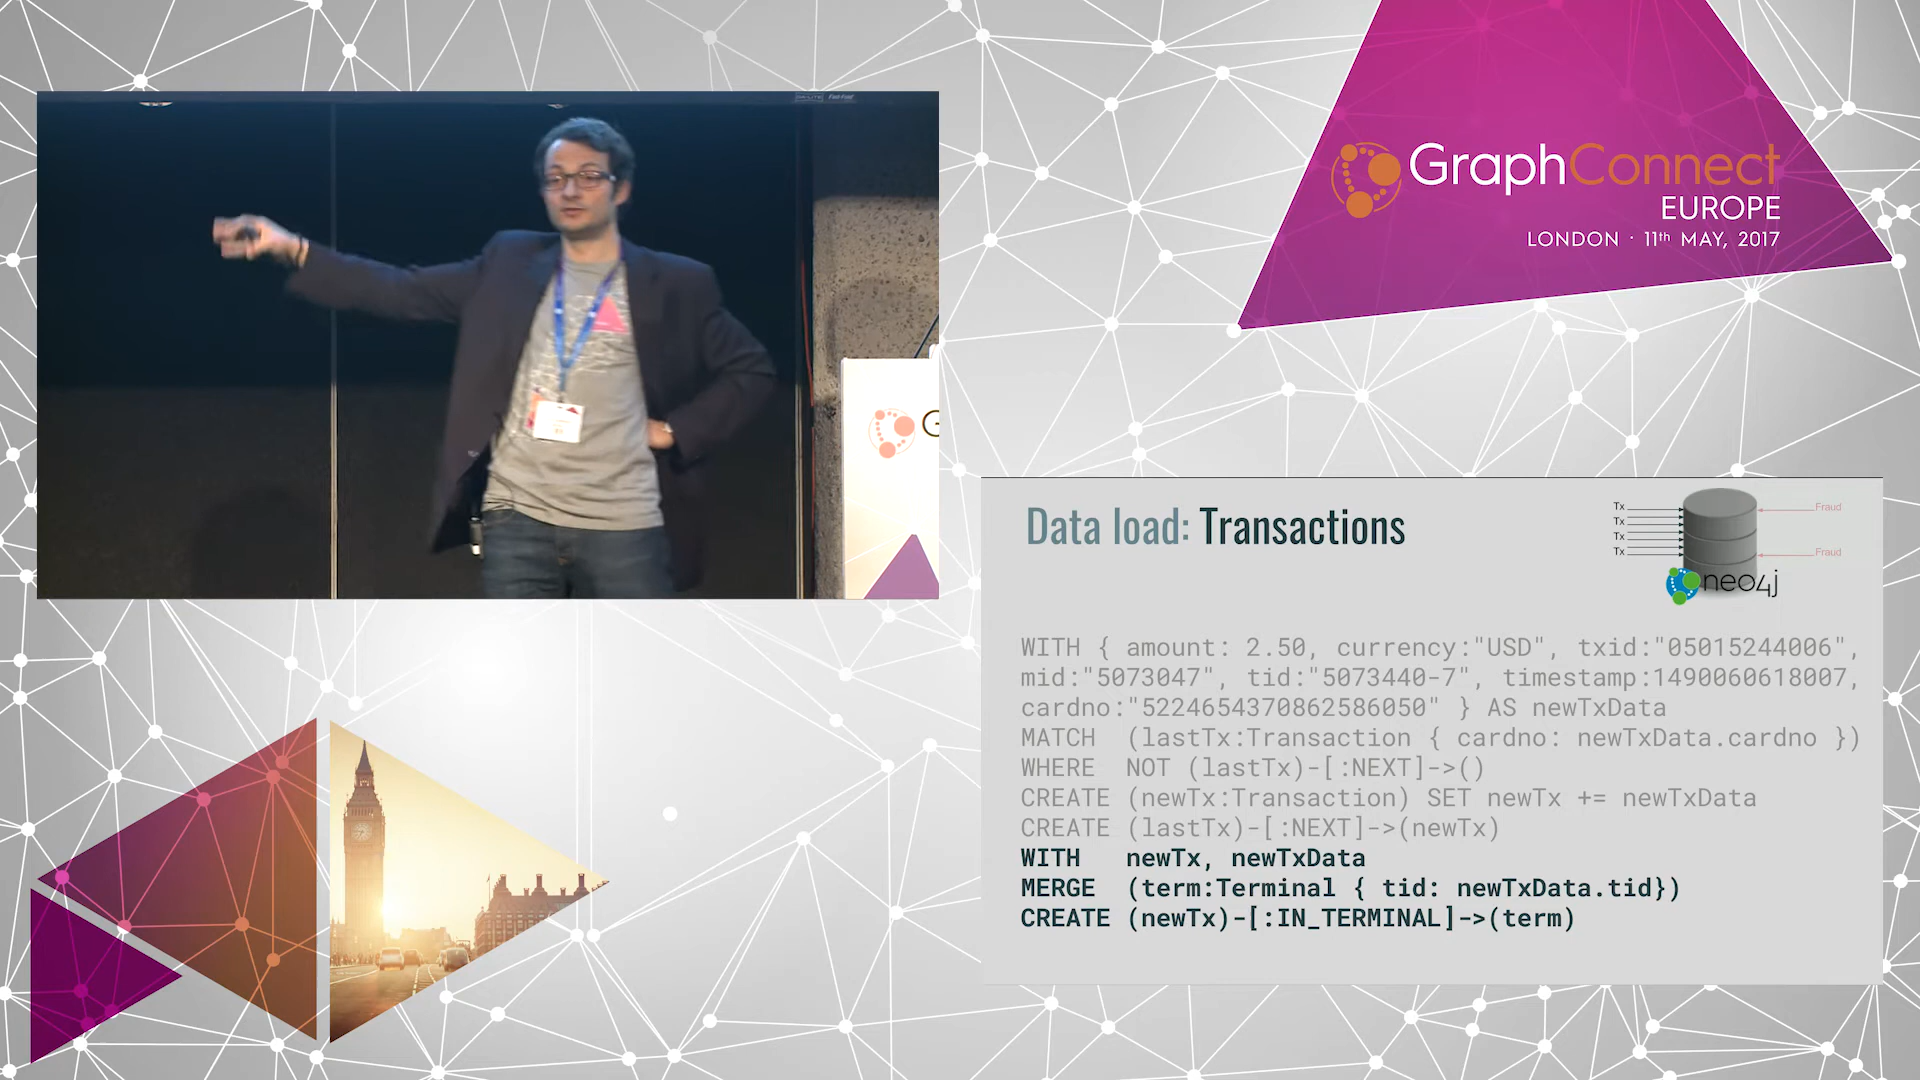 GraphConnect
EUROPE
LONDON · 11th MAY, 2017
G
Data load: Transactions
Tx
Tx
Tx
Tx
Fraud
Fraud
neo4j
WITH { amount: 2.50, currency:"USD", txid:"05015244006",
mid:"5073047", tid:"5073440-7", timestamp:1490060618007,
cardno:"5224654370862586050" } AS newTxData
MATCH (lastTx:Transaction { cardno: newTxData.cardno })
WHERE NOT (lastTx)-[:NEXT]->()
CREATE (newTx:Transaction) SET newTx += newTxData
CREATE (lastTx)-[:NEXT]->(newTx)
WITH newTx, newTxData
MERGE (term:Terminal { tid: newTxData.tid})
CREATE (newTx)-[:IN_TERMINAL]->(term)